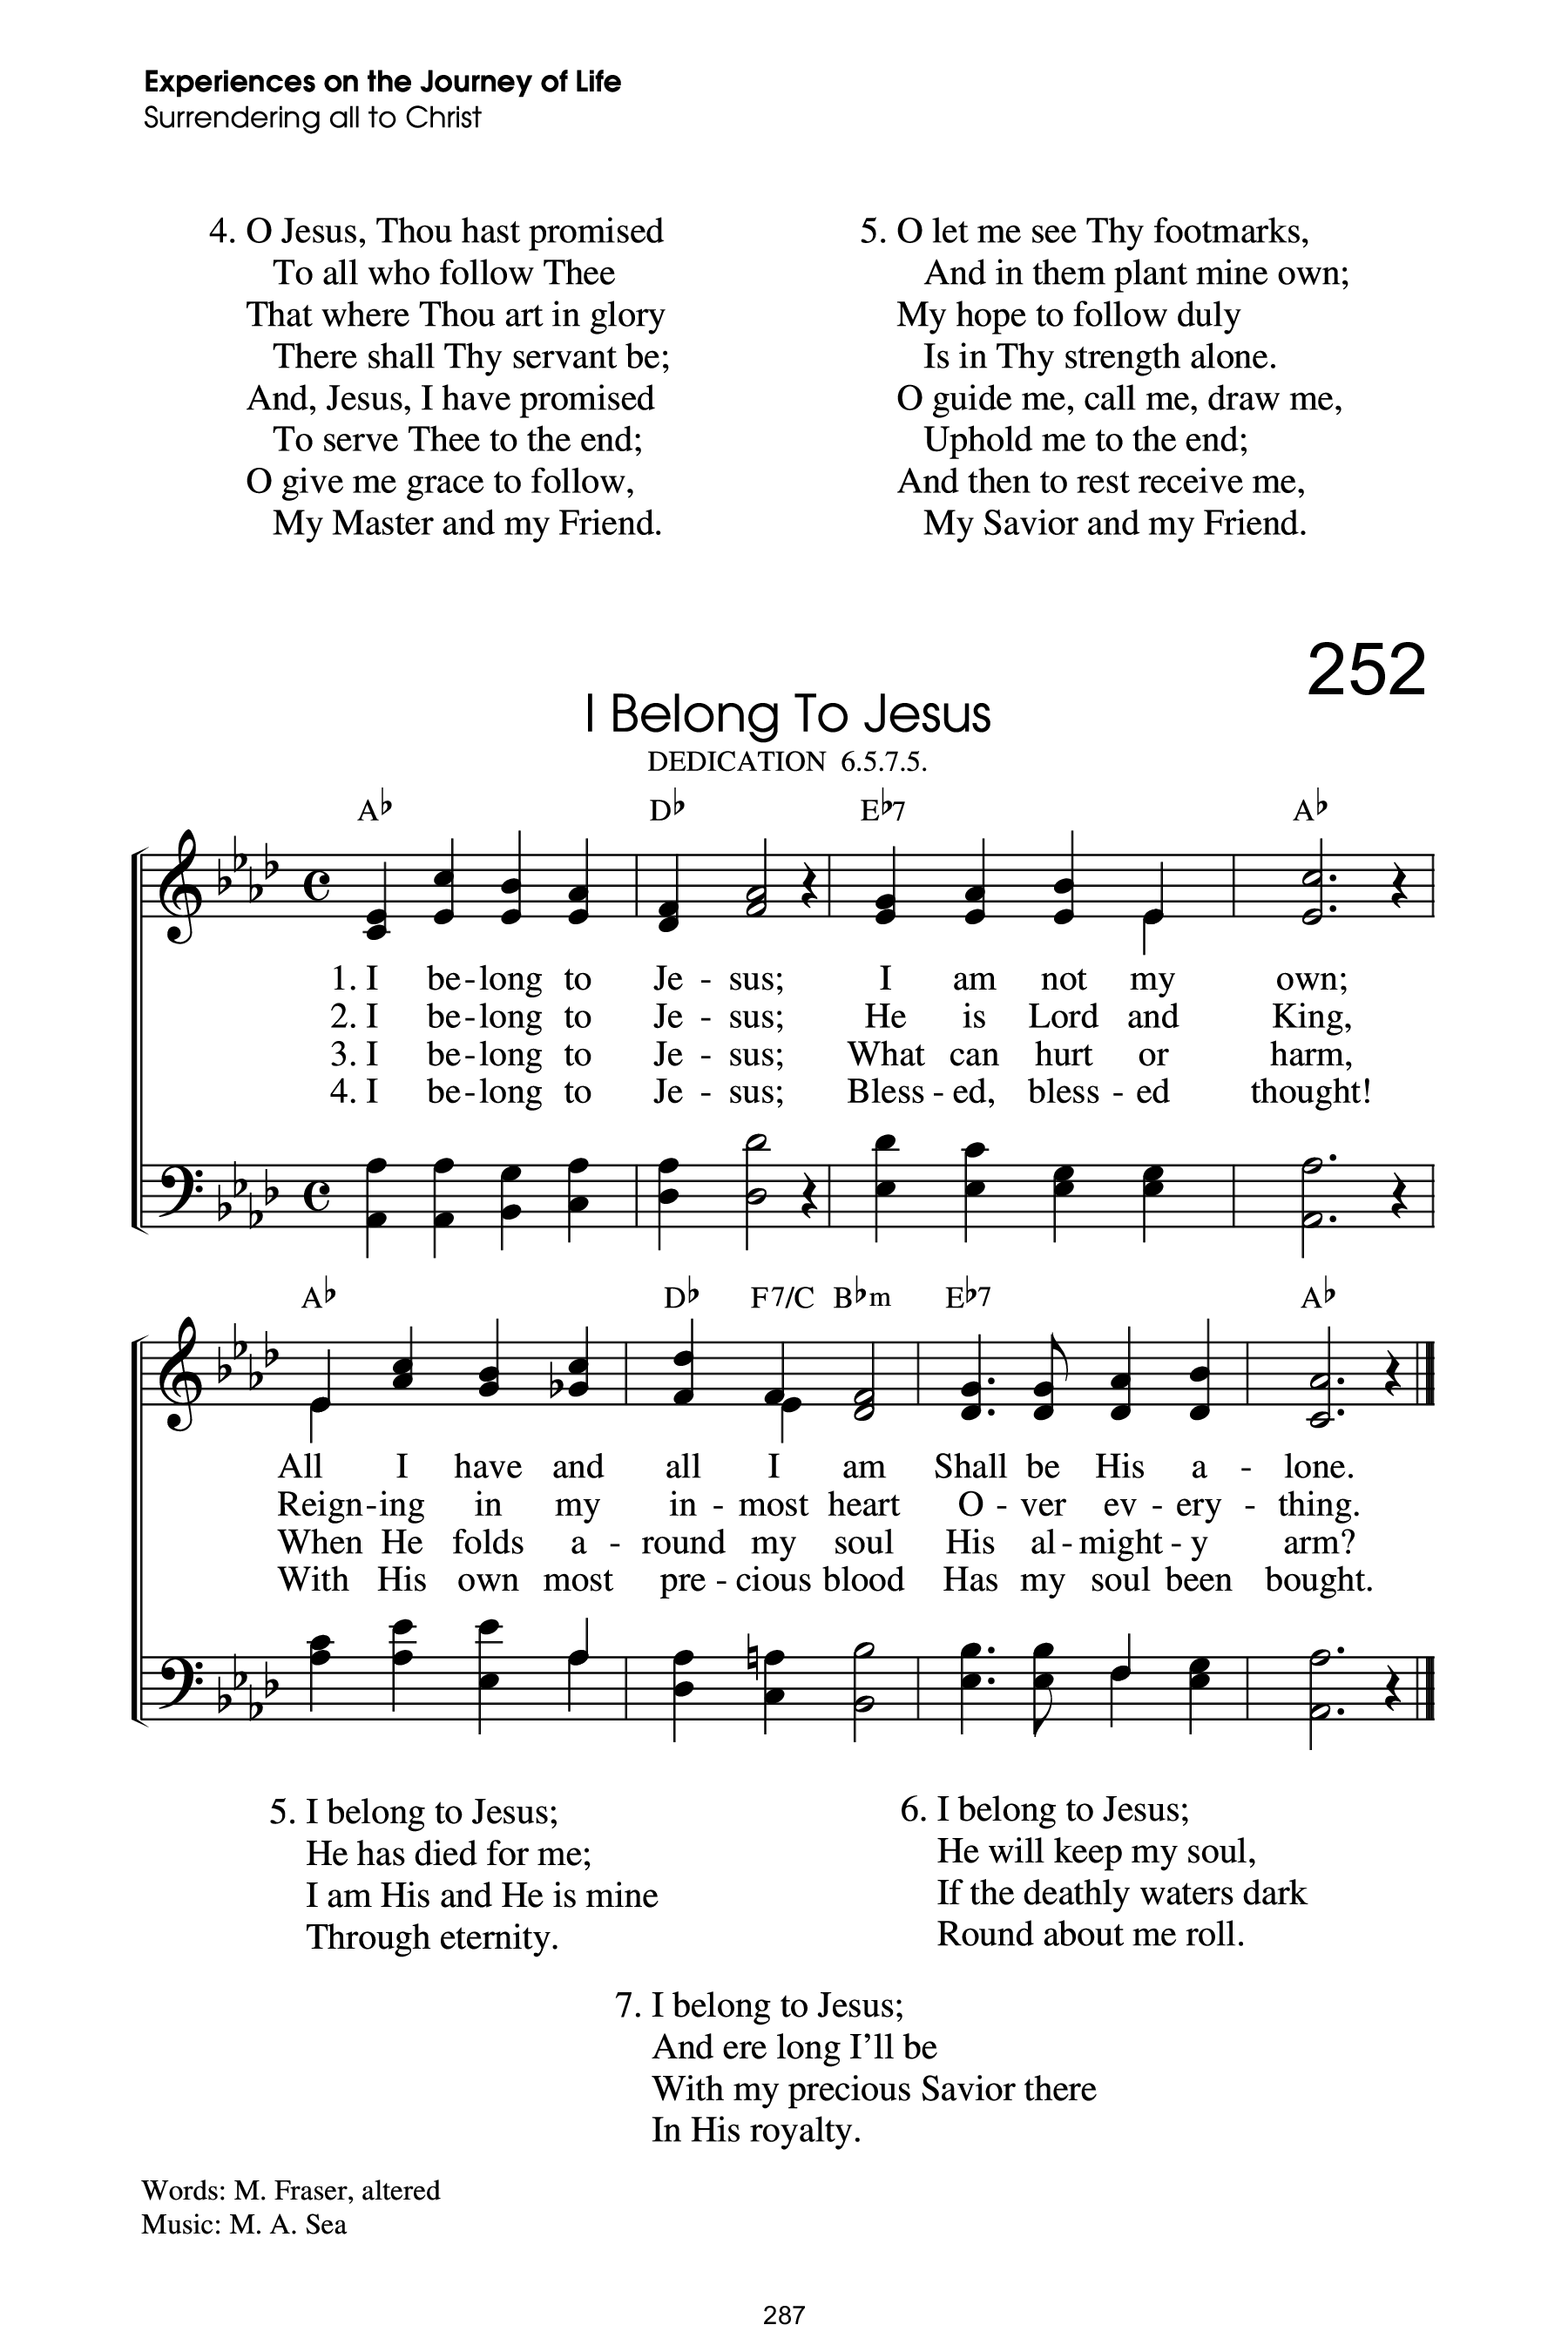 Experiences on the Journey of Life
Surrendering all to Christ
4. O Jesus, Thou hast promised
To all who follow Thee
That where Thou art in glory
There shall Thy servant be;
And, Jesus, I have promised
To serve Thee to the end;
O give me grace to follow,
My Master and my Friend.
5. O let me see Thy footmarks,
And in them plant mine own;
My hope to follow duly
Is in Thy strength alone.
O guide me, call me, draw me,
Uphold me to the end;
And then to rest receive me,
My Savior and my Friend.
252
I Belong To Jesus
DEDICATION 6.5.7.5.
A♭ D♭ E♭7 A♭
1. I be-long to Je - sus; I am not my own;
2. I be-long to Je - sus; He is Lord and King,
3. I be-long to Je - sus; What can hurt or harm,
4. I be-long to Je - sus; Bless - ed, bless - ed thought!
A♭ D♭ F7/C B♭m E♭7 A♭
All I have and all I am Shall be His a - lone.
Reign-ing in my in - most heart O - ver ev - ery - thing.
When He folds a - round my soul His al-might - y arm?
With His own most pre - cious blood Has my soul been bought.
5. I belong to Jesus;
He has died for me;
I am His and He is mine
Through eternity.
6. I belong to Jesus;
He will keep my soul,
If the deathly waters dark
Round about me roll.
7. I belong to Jesus;
And ere long I'll be
With my precious Savior there
In His royalty.
Words: M. Fraser, altered
Music: M. A. Sea
287